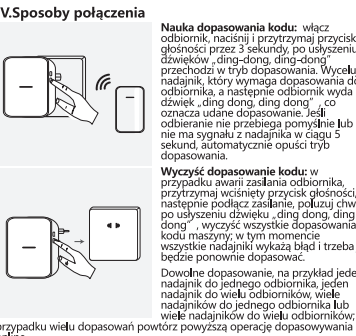 V.Sposoby połączenia
Nauka dopasowania kodu: włącz
odbiornik, naciśnij i przytrzymaj przycisk
głośności przez 3 sekundy, po usłyszeniu
dźwięków „ding-dong, ding-dong"
przechodzi w tryb dopasowania. Wycelu
nadajnik, który wymaga dopasowania do
odbiornika, a następnie odbiornik wyda
dźwięk „ding dong, ding dong" , co
oznacza udane dopasowanie. Jeśli
odbieranie nie przebiega pomyślnie lub
nie ma sygnału z nadajnika w ciągu 5
sekund, automatycznie opuści tryb
dopasowania.
Wyczyść dopasowanie kodu: w
przypadku awarii zasilania odbiornika,
przytrzymaj wciśnięty przycisk głośności,
następnie podłącz zasilanie, poluzuj chw
po usłyszeniu dźwięku „ding dong, ding
dong" , wyczyść wszystkie dopasowania
kodu maszyny; w tym momencie
wszystkie nadajniki wykażą błąd i trzeba
będzie ponownie dopasować.
Dowolne dopasowanie, na przykład jede
nadajnik do jednego odbiornika, jeden
nadajnik do wielu odbiorników, wiele
nadajników do jednego odbiornika lub
wiele nadajników do wielu odbiorników;
rzypadku wielu dopasowań powtórz powyższą operację dopasowywania